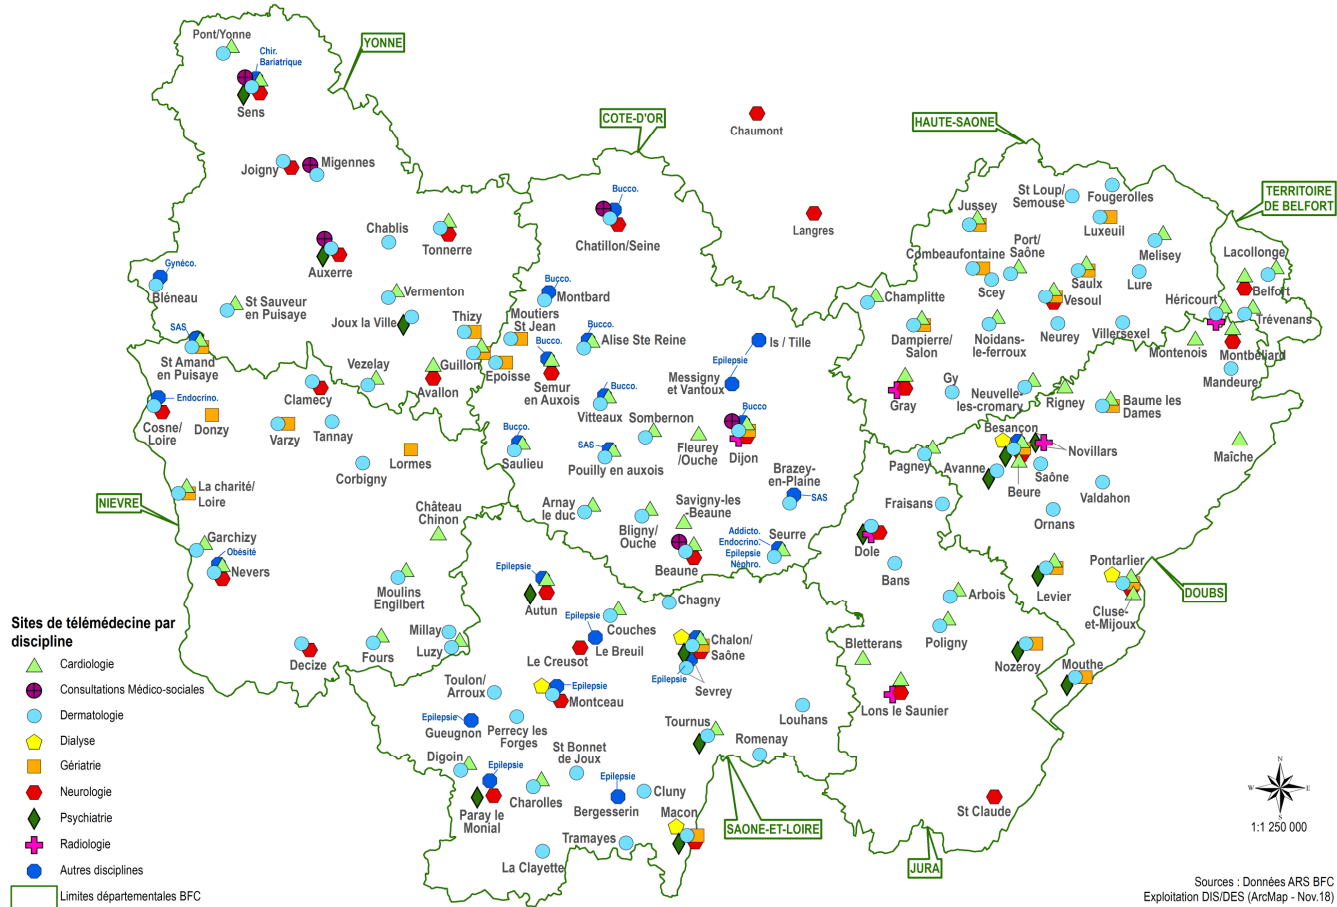 Pont/Yonne
Chir.
Bariatrique
Sens
YONNE
Joigny
Migennes
Chablis
Tonnerre
Auxerre
Gynéco.
Bléneau
St Sauveur
en Puisaye
Vermenton
Joux la Ville
Thizy
Guillon
SAS
St Amand
en Puisaye
Vezelay
Avallon
COTE-D'OR
Chaumont
Langres
Bucco.
Chatillon/Seine
Bucco.
Montbard
Moutiers
St Jean
Bucco.
Alise Ste Reine
Epoisse
Bucco.
Semur
en Auxois
Is / Tille
Epilepsie
Messigny
et Vantoux
Bucco.
Vitteaux
Sombernon
Fleurey
/Ouche
Bucco
Dijon
Bucco.
Saulieu
SAS
Pouilly en auxois
Brazey-
en-Plaine
SAS
Arnay
le duc
Bligny/
Ouche
Savigny-les
-Beaune
Beaune
Addicto.
Endocrino.
Epilepsie
Néphro.
Seurre
HAUTE-SAONE
TERRITOIRE
DE BELFORT
St Loup/
Semouse
Fougerolles
Jussey
Luxeuil
Combeaufontaine
Port/
Saône
Melisey
Lacollonge/
Scey
Saulx
Lure
Belfort
Champlitte
Vesoul
Héricourt
Trévenans
Dampierre/
Salon
Noidans-
le-ferroux
Neurey
Villersexel
Montenois
Montbéliard
Mandeure
Gray
Gy
Neuvelle-
les-cromary
Rigney
Baume les
Dames
Besançon
Novillars
Maîche
Pagney
Avanne
Beure
Saône
Valdahon
Fraisans
Ornans
Dole
Bans
Levier
Pontarlier
Cluse-
et-Mijoux
DOUBS
Arbois
Poligny
Bletterans
Nozeroy
Mouthe
Lons le Saunier
St Claude
JURA
Endocrino.
Cosne/
Loire
Donzy
Clamecy
Varzy
Tannay
Corbigny
Lormes
La charité/
Loire
NIEVRE
Château
Chinon
Garchizy
Obésité
Nevers
Moulins
Engilbert
Decize
Fours
Millay
Luzy
Epilepsie
Autun
Chagny
Epilepsie
Couches
Le Breuil
Le Creusot
Chalon/
Saône
Epilepsie
Sevrey
Toulon/
Arroux
Epilepsie
Montceau
Epilepsie
Gueugnon
Perrecy les
Forges
Louhans
Tournus
Romenay
Digoin
St Bonnet
de Joux
Epilepsie
Paray le
Monial
Charolles
Epilepsie
Bergesserin
Cluny
Macon
Tramayes
La Clayette
SAONE-ET-LOIRE
Sites de télémédecine par
discipline
Cardiologie
Consultations Médico-sociales
Dermatologie
Dialyse
Gériatrie
Neurologie
Psychiatrie
Radiologie
Autres disciplines
Limites départementales BFC
N
W
E
S
1:1 250 000
Sources : Données ARS BFC
Exploitation DIS/DES (ArcMap - Nov.18)